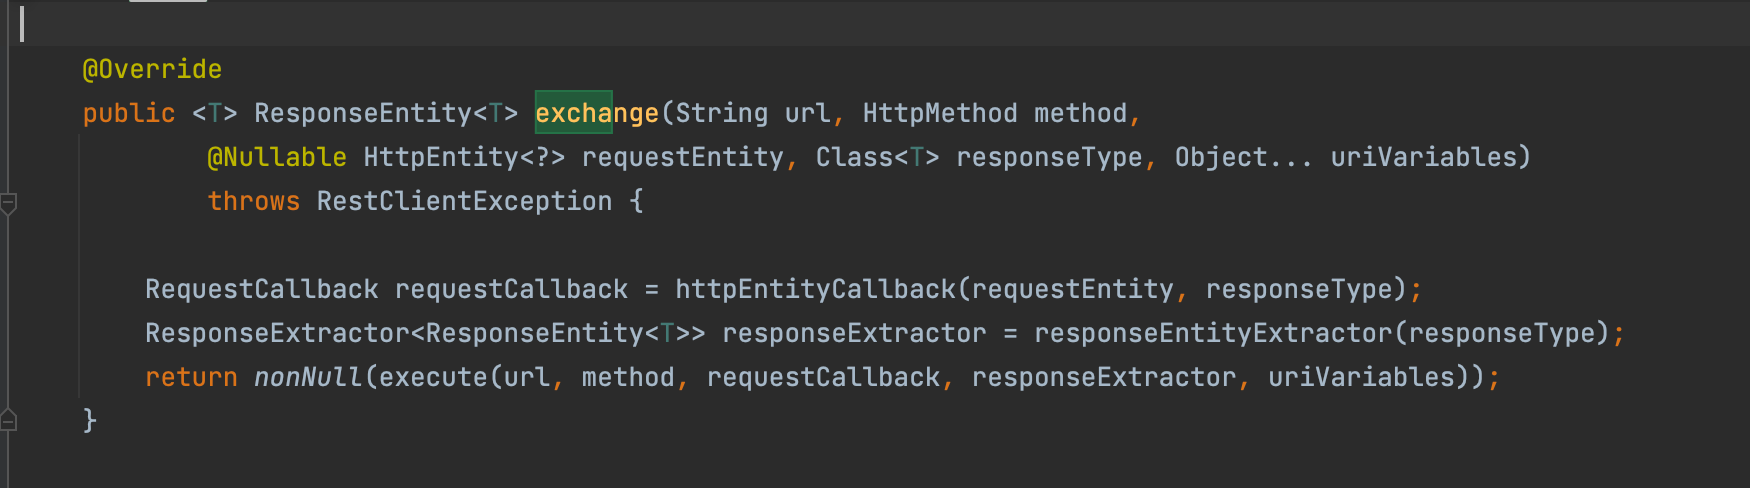 @Override
public <T> ResponseEntity<T> exchange(String url, HttpMethod method,
@Nullable HttpEntity<?> requestEntity, Class<T> responseType, Object... uriVariables)
throws RestClientException {
RequestCallback requestCallback = httpEntityCallback(requestEntity, responseType);
ResponseExtractor<ResponseEntity<T>> responseExtractor = responseEntityExtractor(responseType);
return nonNull(execute(url, method, requestCallback, responseExtractor, uriVariables));
}